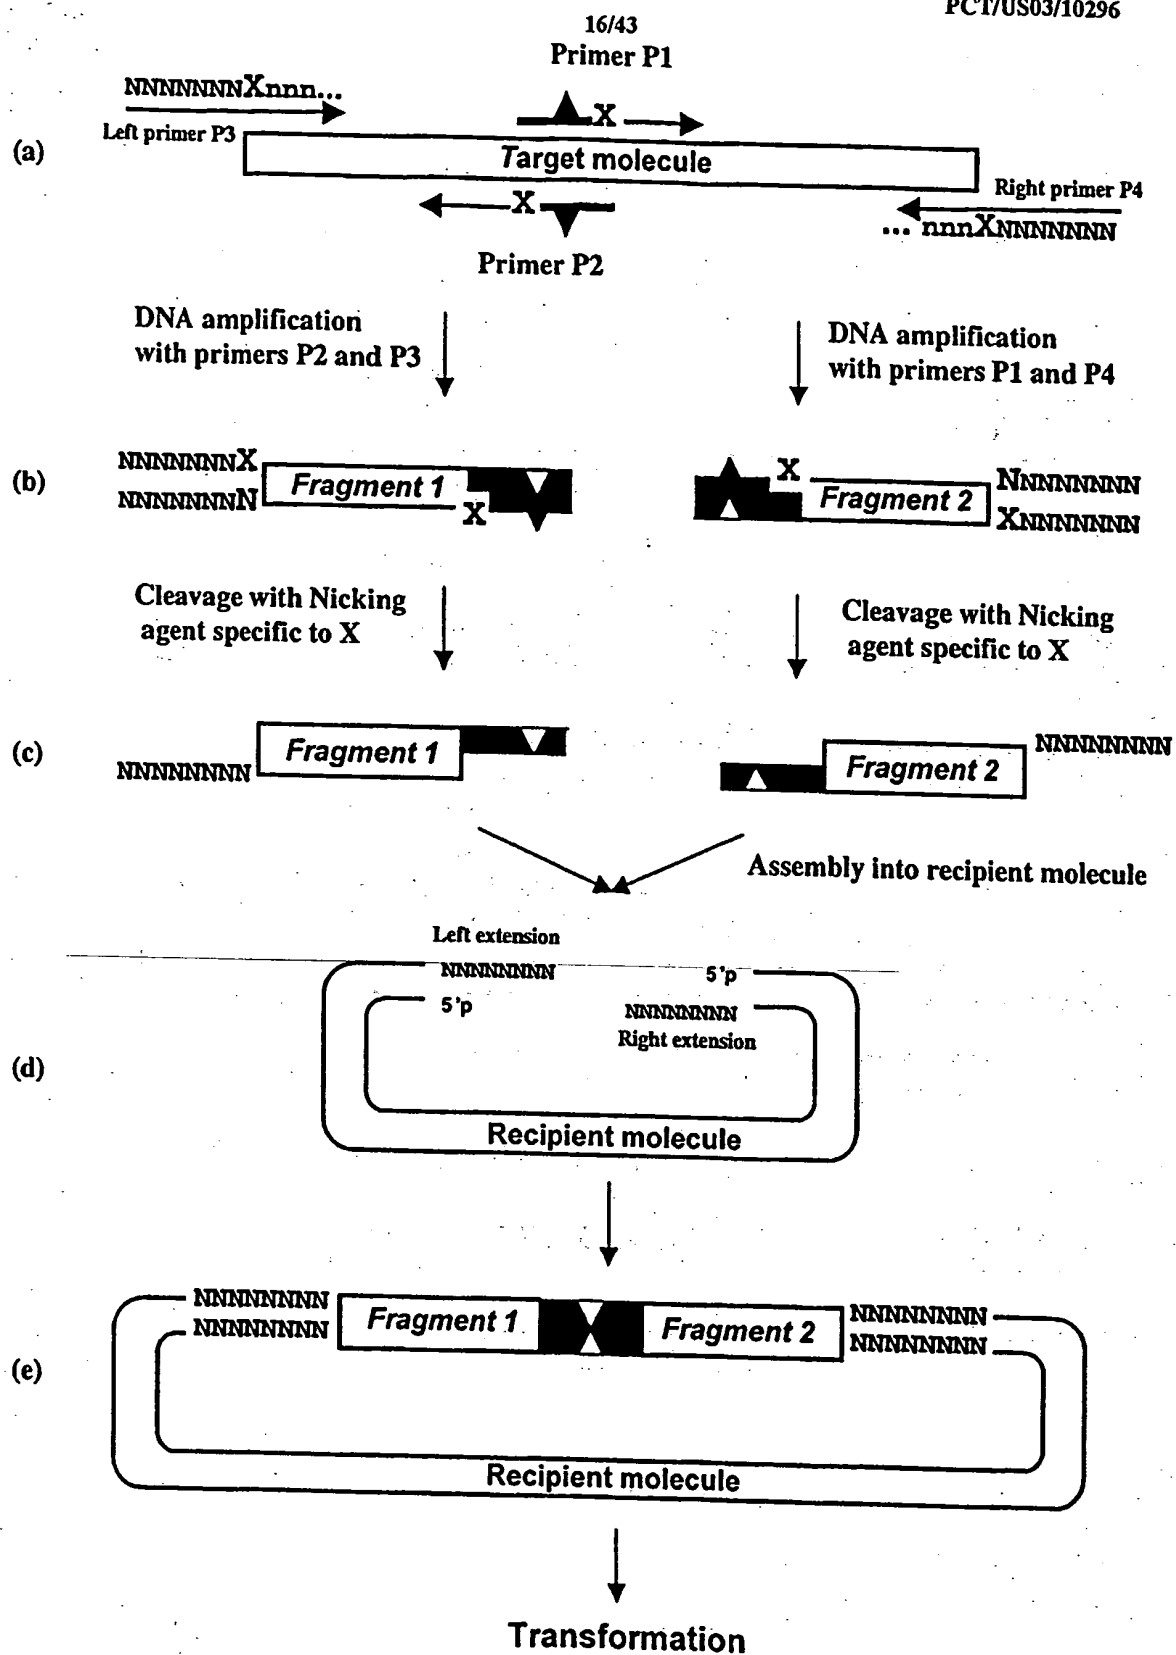 PCT/US03/10296
16/43
Primer P1
NNNNNNNXnnn...
X
Left primer P3
(a)
Target molecule
Right primer P4
X
... nnnXNNNNNNN
Primer P2
DNA amplification
with primers P2 and P3
DNA amplification
with primers P1 and P4
(b)
NNNNNNNX
NNNNNNNN
Fragment 1
X
X
Fragment 2
NNNNNNNN
XNNNNNNN
Cleavage with Nicking
agent specific to X
Cleavage with Nicking
agent specific to X
(c)
Fragment 1
NNNNNNNN
Fragment 2
NNNNNNNN
Assembly into recipient molecule
Left extension
NNNNNNNN
5'p
5'p
NNNNNNNN
Right extension
(d)
Recipient molecule
NNNNNNNN
NNNNNNNN
Fragment 1
Fragment 2
NNNNNNNN
NNNNNNNN
(e)
Recipient molecule
Transformation